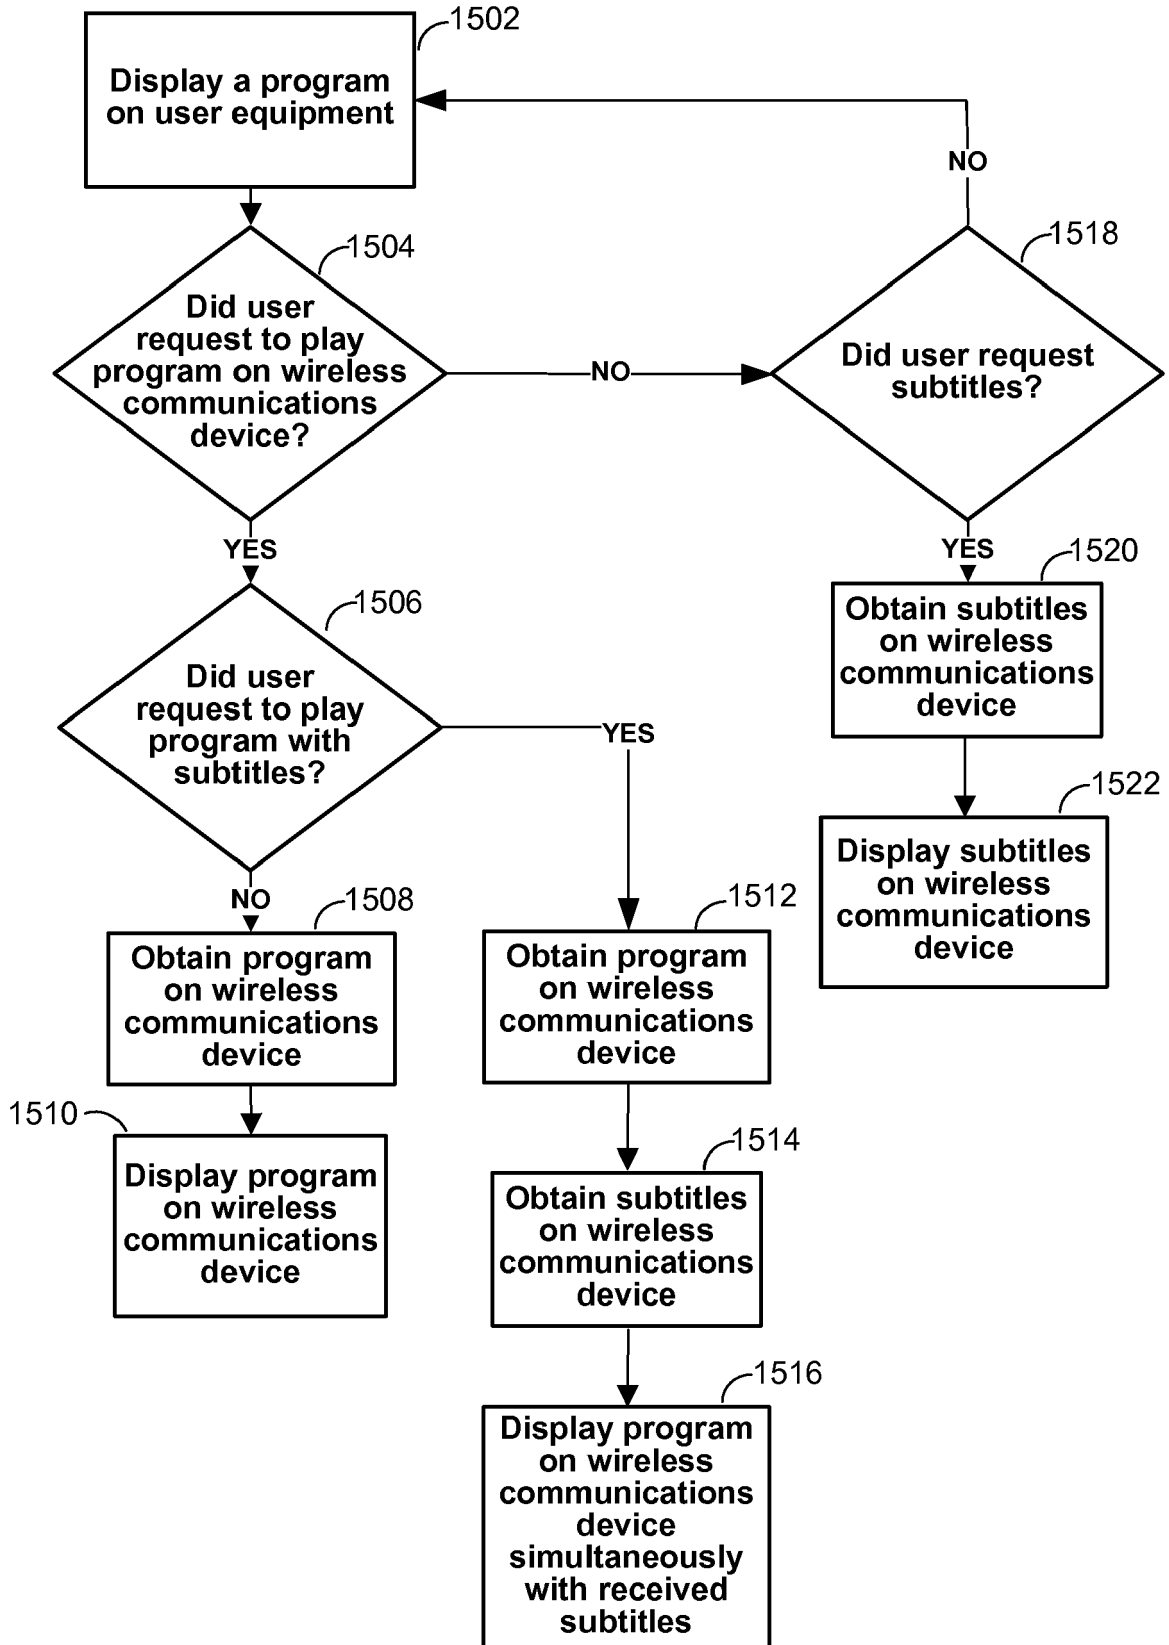 1502
Display a program
on user equipment
NO
1504
Did user
request to play
program on wireless
communications
device?
NO
1518
Did user request
subtitles?
YES
YES
1506
Did user
request to play
program with
subtitles?
YES
NO
1520
Obtain subtitles
on wireless
communications
device
1522
Display subtitles
on wireless
communications
device
1508
Obtain program
on wireless
communications
device
1510
Display program
on wireless
communications
device
1512
Obtain program
on wireless
communications
device
1514
Obtain subtitles
on wireless
communications
device
1516
Display program
on wireless
communications
device
simultaneously
with received
subtitles